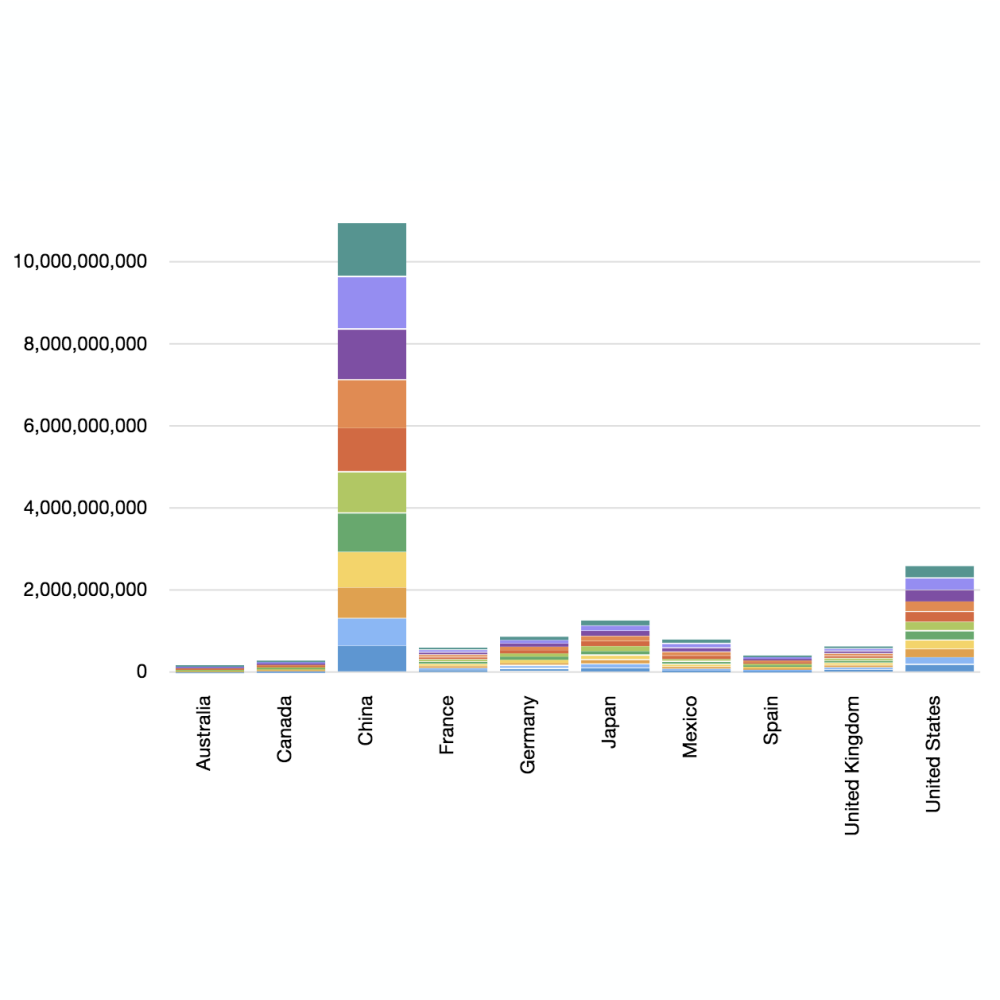 10,000,000,000
8,000,000,000
6,000,000,000
4,000,000,000
2,000,000,000
0
Australia
Canada
China
France
Germany
Japan
Mexico
Spain
United Kingdom
United States